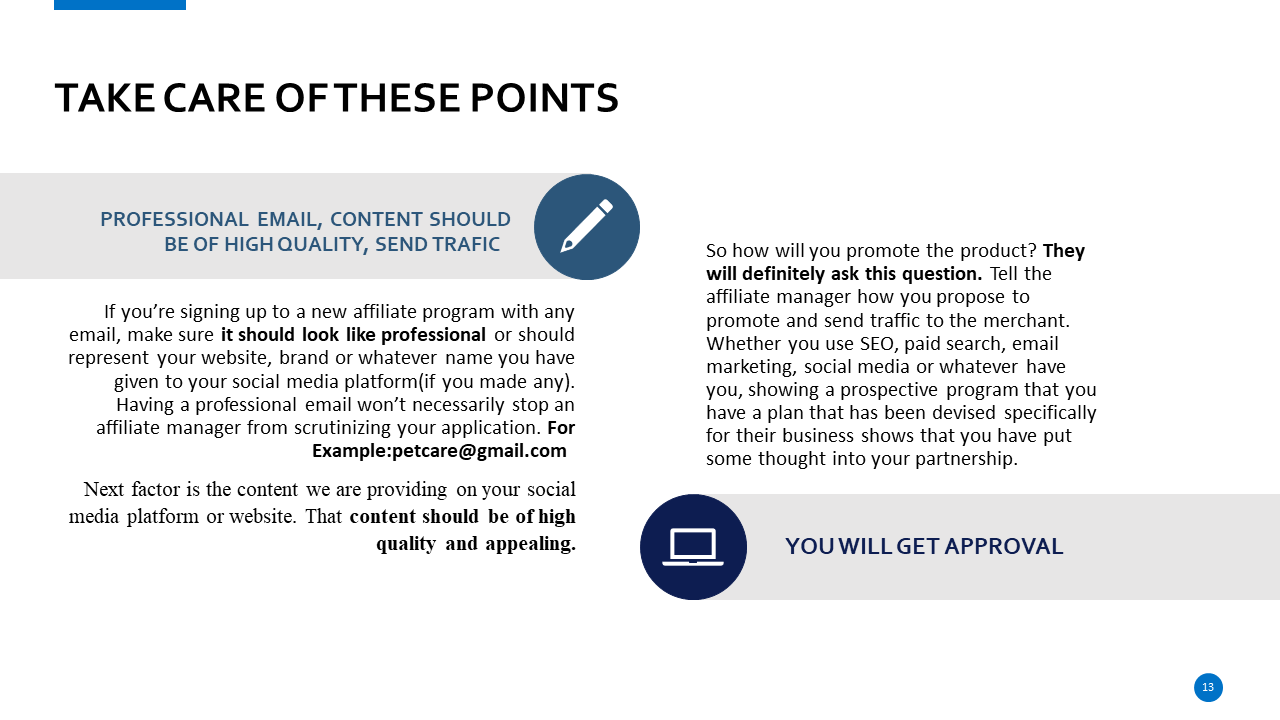 TAKE CARE OF THESE POINTS
PROFESSIONAL EMAIL, CONTENT SHOULD
BE OF HIGH QUALITY, SEND TRAFIC
If you’re signing up to a new affiliate program with any
email, make sure it should look like professional or should
represent your website, brand or whatever name you have
given to your social media platform(if you made any).
Having a professional email won’t necessarily stop an
affiliate manager from scrutinizing your application. For
Example:petcare@gmail.com
Next factor is the content we are providing on your social
media platform or website. That content should be of high
quality and appealing.
So how will you promote the product? They
will definitely ask this question. Tell the
affiliate manager how you propose to
promote and send traffic to the merchant.
Whether you use SEO, paid search, email
marketing, social media or whatever have
you, showing a prospective program that you
have a plan that has been devised specifically
for their business shows that you have put
some thought into your partnership.
YOU WILL GET APPROVAL
13